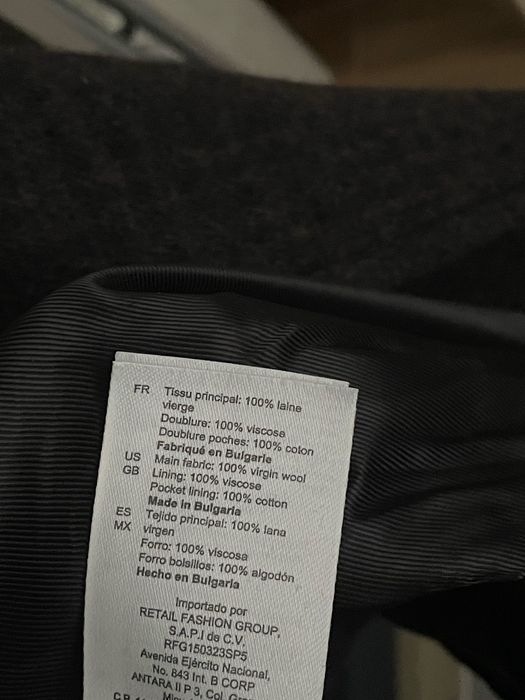 FR Tissu principal: 100% laine
vierge
Doublure: 100% viscose
Doublure poches: 100% coton
Fabriqué en Bulgarie
US Main fabric: 100% virgin wool
GB Lining: 100% viscose
Pocket lining: 100% cotton
Made in Bulgaria
ES Tejido principal: 100% lana
MX virgen
Forro: 100% viscosa
Forro bolsillos: 100% algodón
Hecho en Bulgaria
Importado por
RETAIL FASHION GROUP,
S.A.P.I de C.V.
RFG150323SP5
Avenida Ejército Nacional,
No. 843 Int. B CORP
ANTARA II P 3, Col.